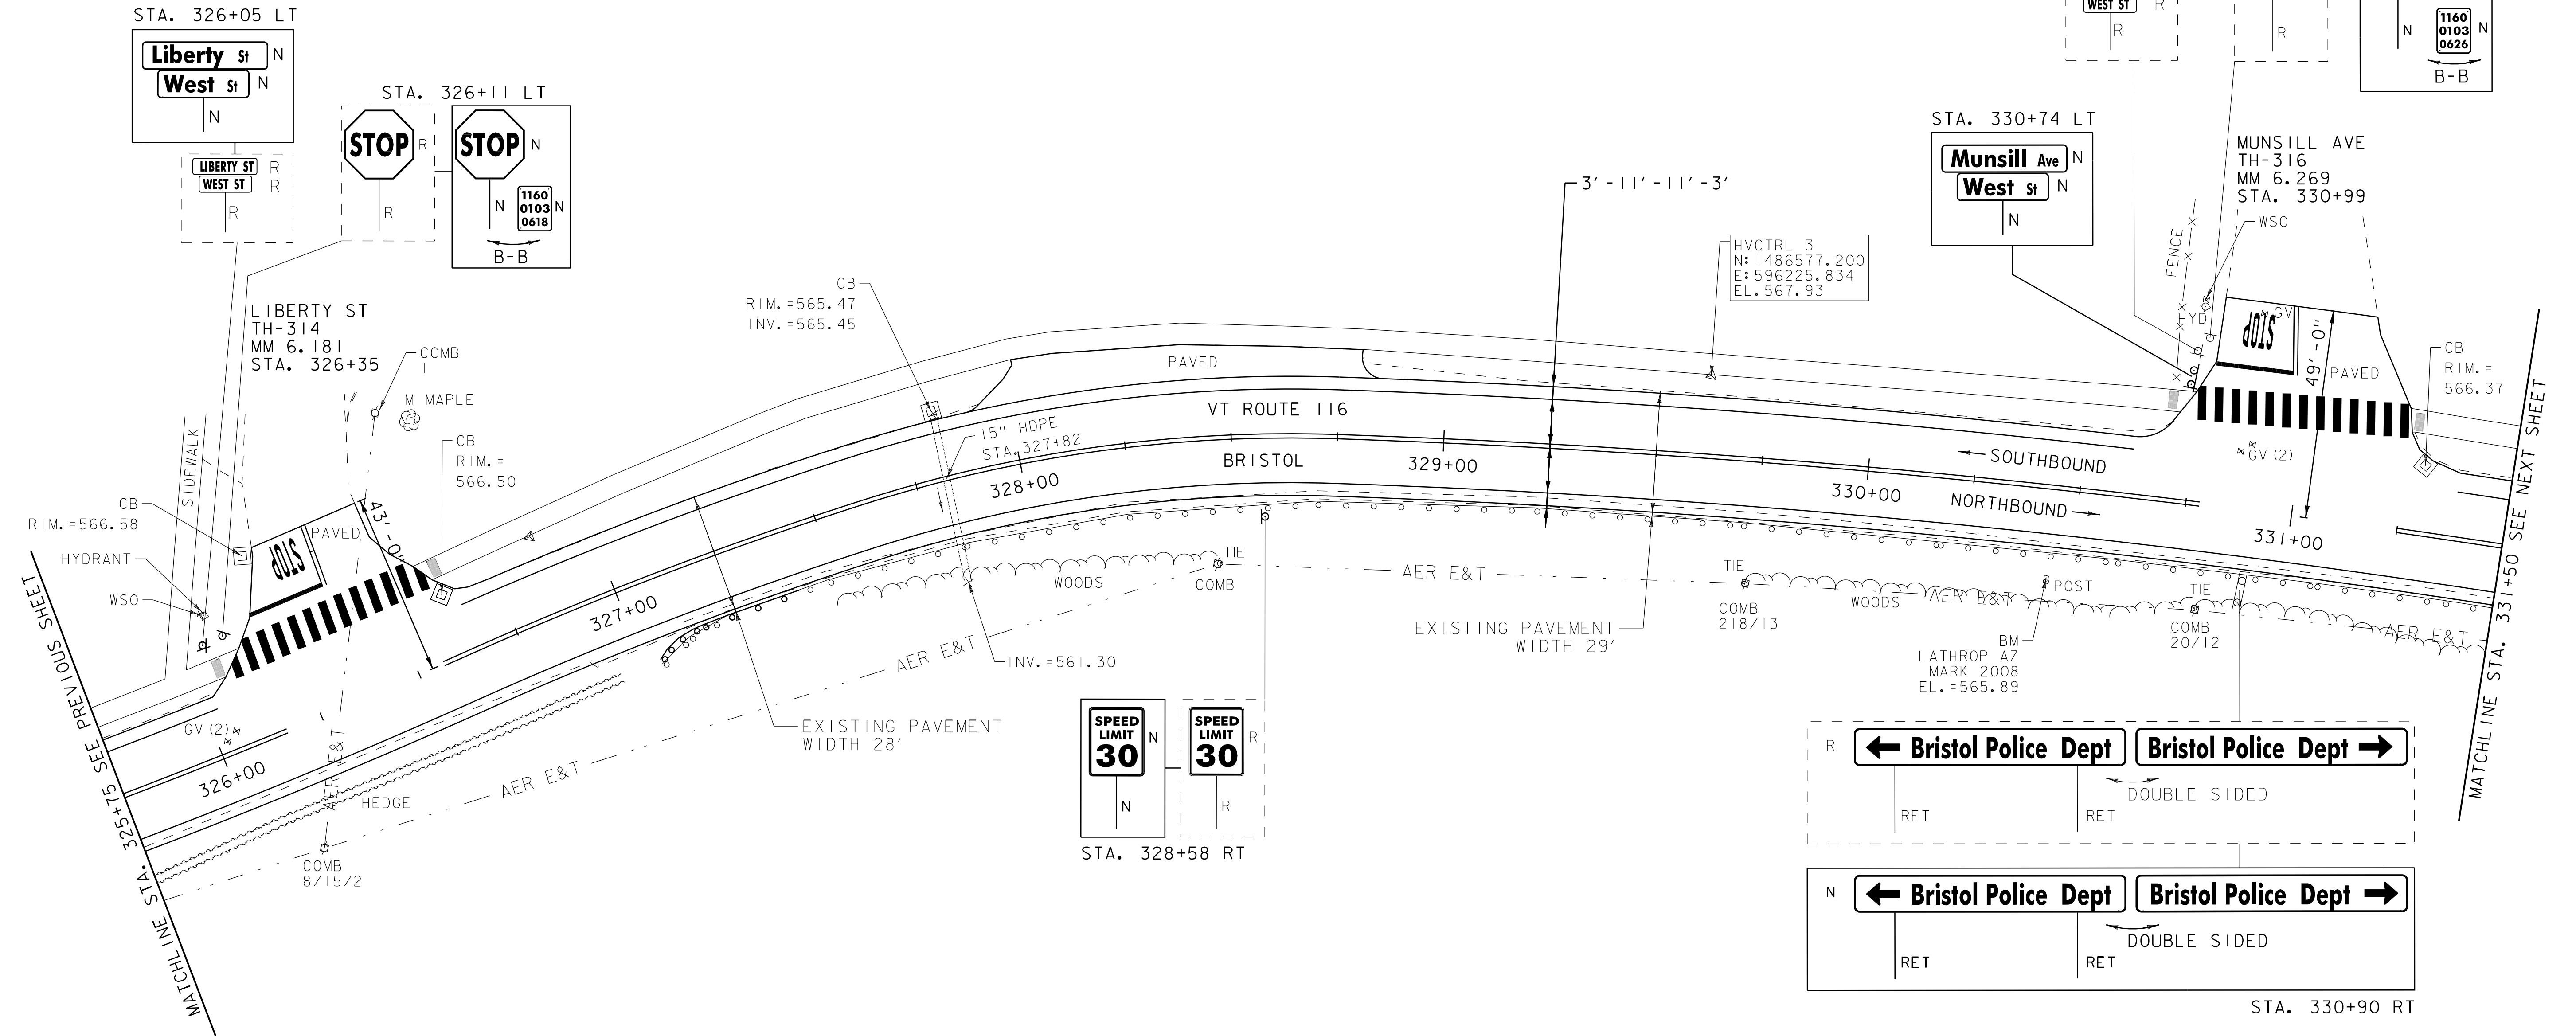 STA. 326+05 LT
Liberty St N
West St N
N
LIBERTY ST R
WEST ST R
R
STA. 326+11 LT
STOP R
R
STOP N
N
1160
0103 N
0618
B-B
LIBERTY ST
TH-314
MM 6.181
STA. 326+35
COMB
1
M MAPLE
SIDEWALK
CB
RIM.=566.58
HYDRANT
WSO
PAVED
STOP
43'-0"
CB
RIM.=
566.50
CB
RIM.=565.47
INV.=565.45
15" HDPE
STA. 327+82
PAVED
VT ROUTE 116
BRISTOL
3'-11'-11'-3'
HVCTRL 3
N:1486577.200
E:596225.834
EL.567.93
WEST ST R
R
R
N
1160
0103 N
0626
B-B
STA. 330+74 LT
Munsill Ave N
West St N
N
MUNSILL AVE
TH-316
MM 6.269
STA. 330+99
WSO
FENCE
HYD
GV
STOP
49'-0"
PAVED
CB
RIM.=
566.37
GV (2)
SOUTHBOUND
NORTHBOUND
326+00
327+00
328+00
329+00
330+00
331+00
MATCHLINE STA. 325+75 SEE PREVIOUS SHEET
MATCHLINE STA. 331+50 SEE NEXT SHEET
GV (2)
AER E&T
HEDGE
COMB
8/15/2
AER E&T
EXISTING PAVEMENT
WIDTH 28'
AER E&T
INV.=561.30
WOODS
TIE
COMB
AER E&T
SPEED
LIMIT
30
N
N
SPEED
LIMIT
30
R
R
STA. 328+58 RT
EXISTING PAVEMENT
WIDTH 29'
TIE
COMB
218/13
WOODS
AER E&T
POST
BM
LATHROP AZ
MARK 2008
EL.=565.89
TIE
COMB
20/12
AER E&T
R Bristol Police Dept Bristol Police Dept
DOUBLE SIDED
RET RET
N Bristol Police Dept Bristol Police Dept
DOUBLE SIDED
RET RET
STA. 330+90 RT